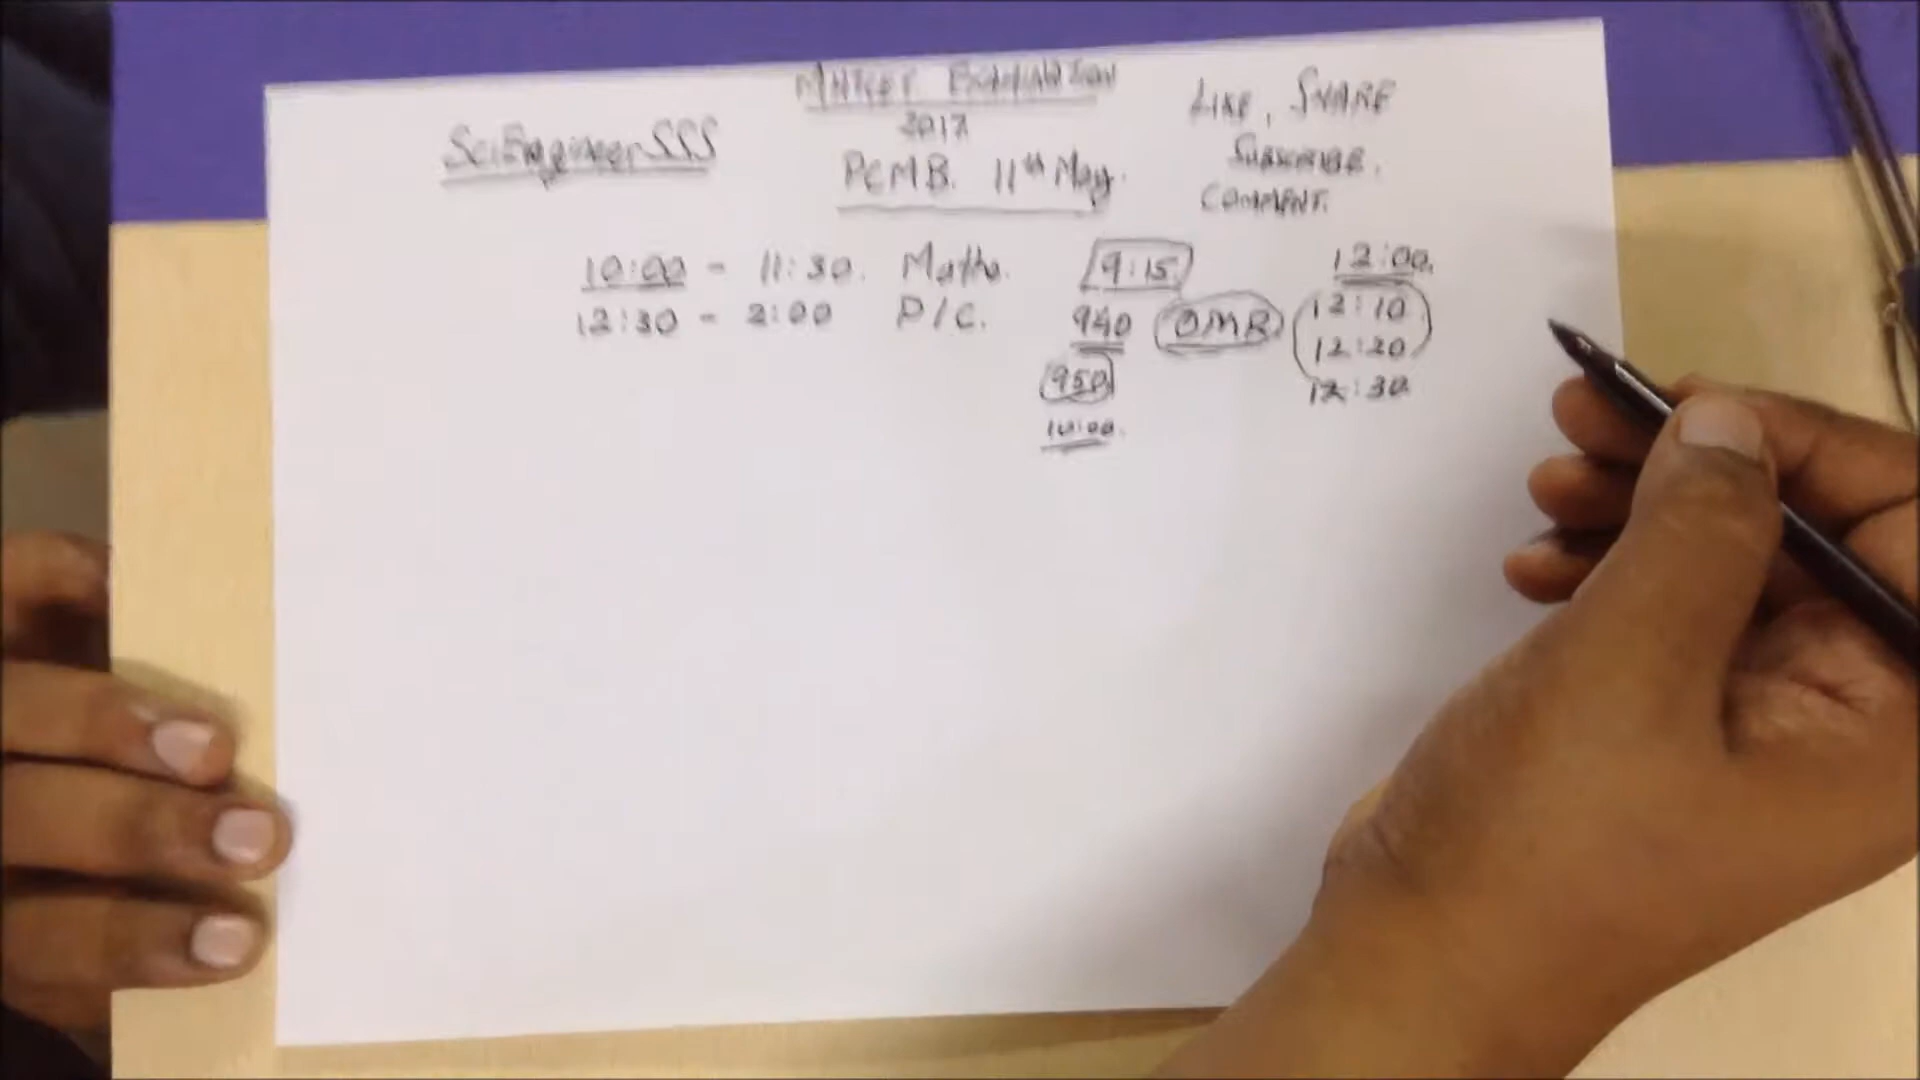 MHTCET EXAMINATION
2017
SciEngineerSSS
PCMB. 11th May.
LIKE, SHARE
SUBSCRIBE.
COMMENT.
10:00 - 11:30. Maths.
12:30 - 2:00 P/C.
9:15
940 OMR
950
10:00.
12:00.
12:10
12:20
12:30